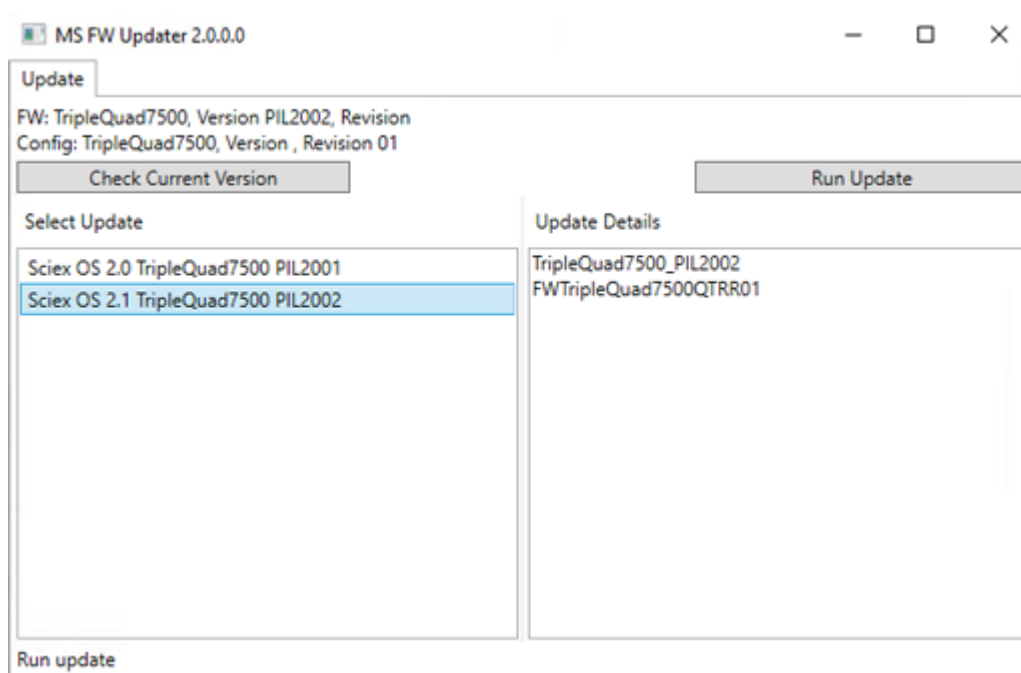 MS FW Updater 2.0.0.0
Update
FW: TripleQuad7500, Version PIL2002, Revision
Config: TripleQuad7500, Version , Revision 01
Check Current Version
Run Update
Select Update
Update Details
Sciex OS 2.0 TripleQuad7500 PIL2001
Sciex OS 2.1 TripleQuad7500 PIL2002
TripleQuad7500_PIL2002
FWTripleQuad7500QTRR01
Run update